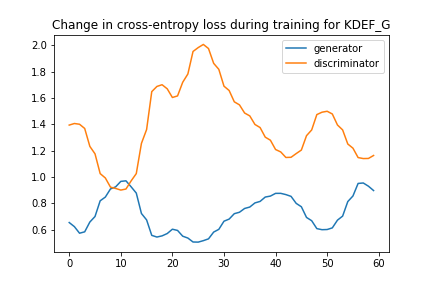 Change in cross-entropy loss during training for KDEF_G
generator
discriminator
2.0
1.8
1.6
1.4
1.2
1.0
0.8
0.6
0 10 20 30 40 50 60